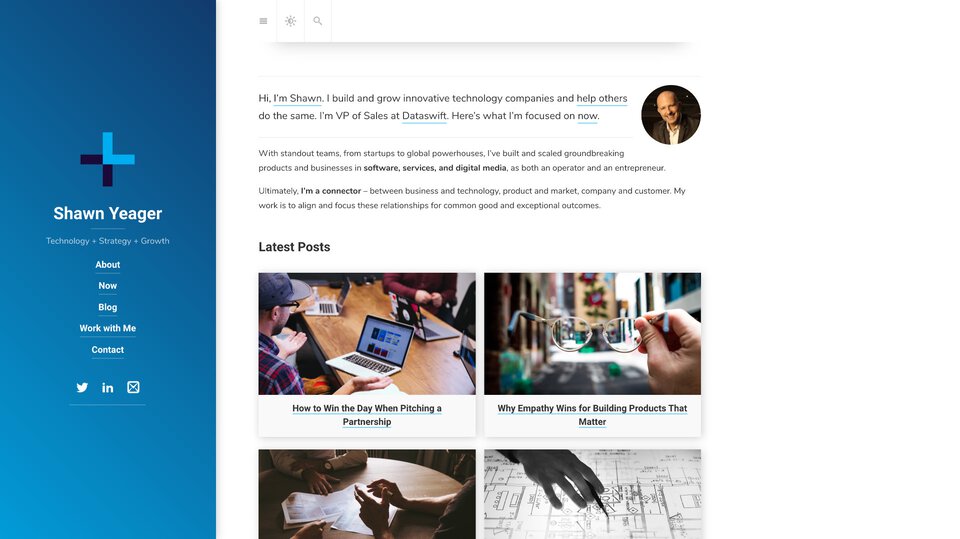 Shawn Yeager
Technology + Strategy + Growth
About
Now
Blog
Work with Me
Contact
Hi, I'm Shawn. I build and grow innovative technology companies and help others
do the same. I'm VP of Sales at Dataswift. Here's what I'm focused on now.
With standout teams, from startups to global powerhouses, I've built and scaled groundbreaking
products and businesses in software, services, and digital media, as both an operator and an entrepreneur.
Ultimately, I'm a connector – between business and technology, product and market, company and customer. My
work is to align and focus these relationships for common good and exceptional outcomes.
Latest Posts
How to Win the Day When Pitching a
Partnership
Why Empathy Wins for Building Products That
Matter